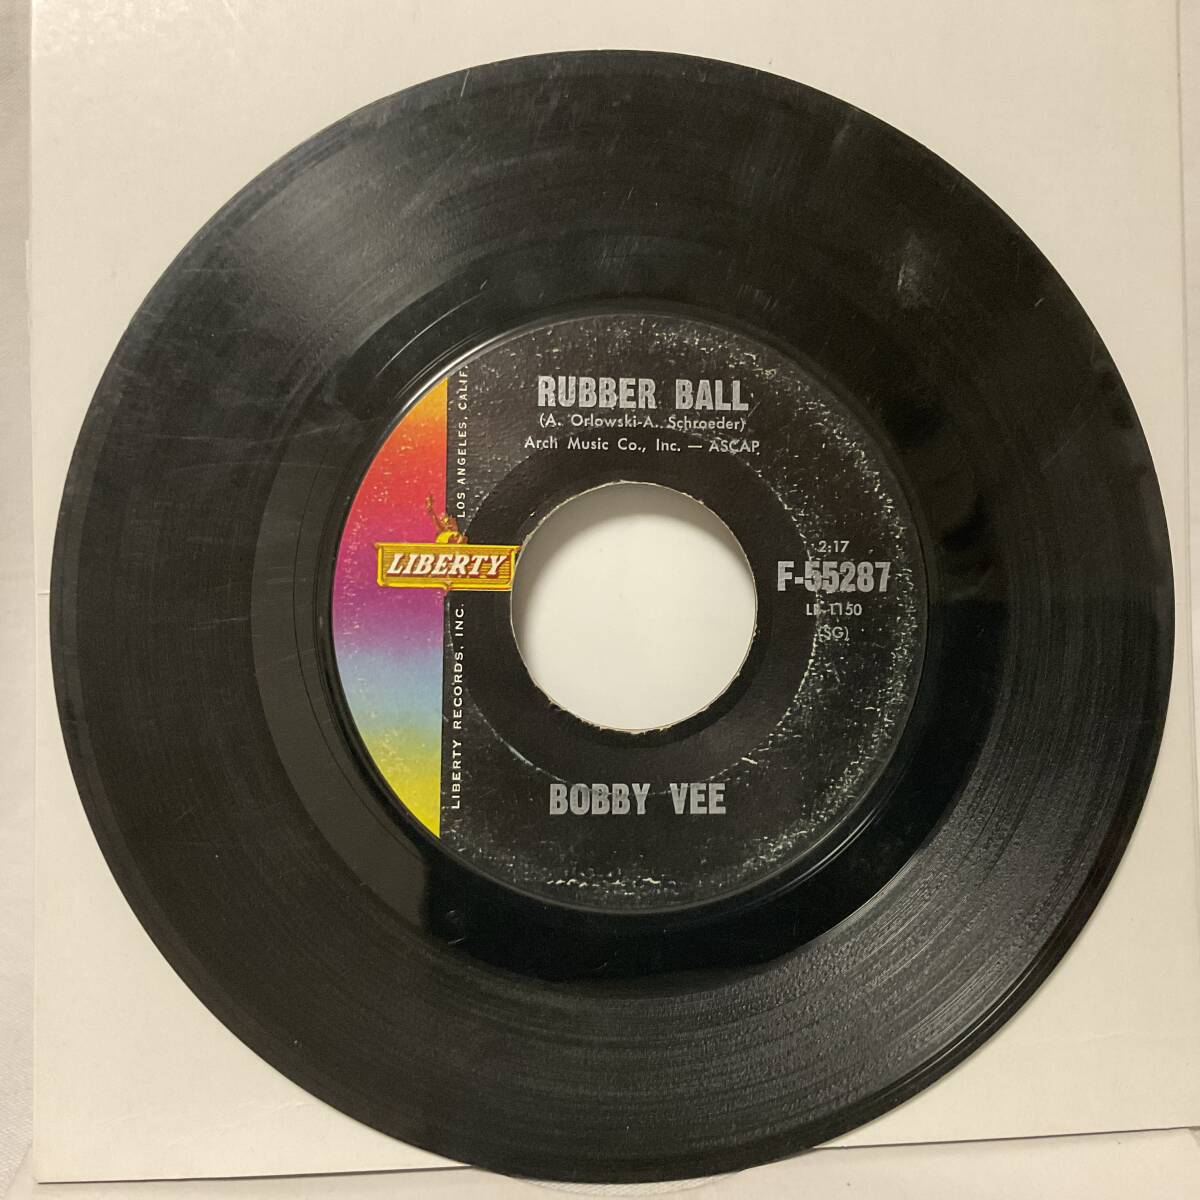 RUBBER BALL
(A. Orlowski-A. Schroeder)
Arch Music Co., Inc. — ASCAP
LIBERTY
LIBERTY RECORDS, INC.
LOS ANGELES, CALIF.
2:17
F-55287
LB-1150
(SG)
BOBBY VEE